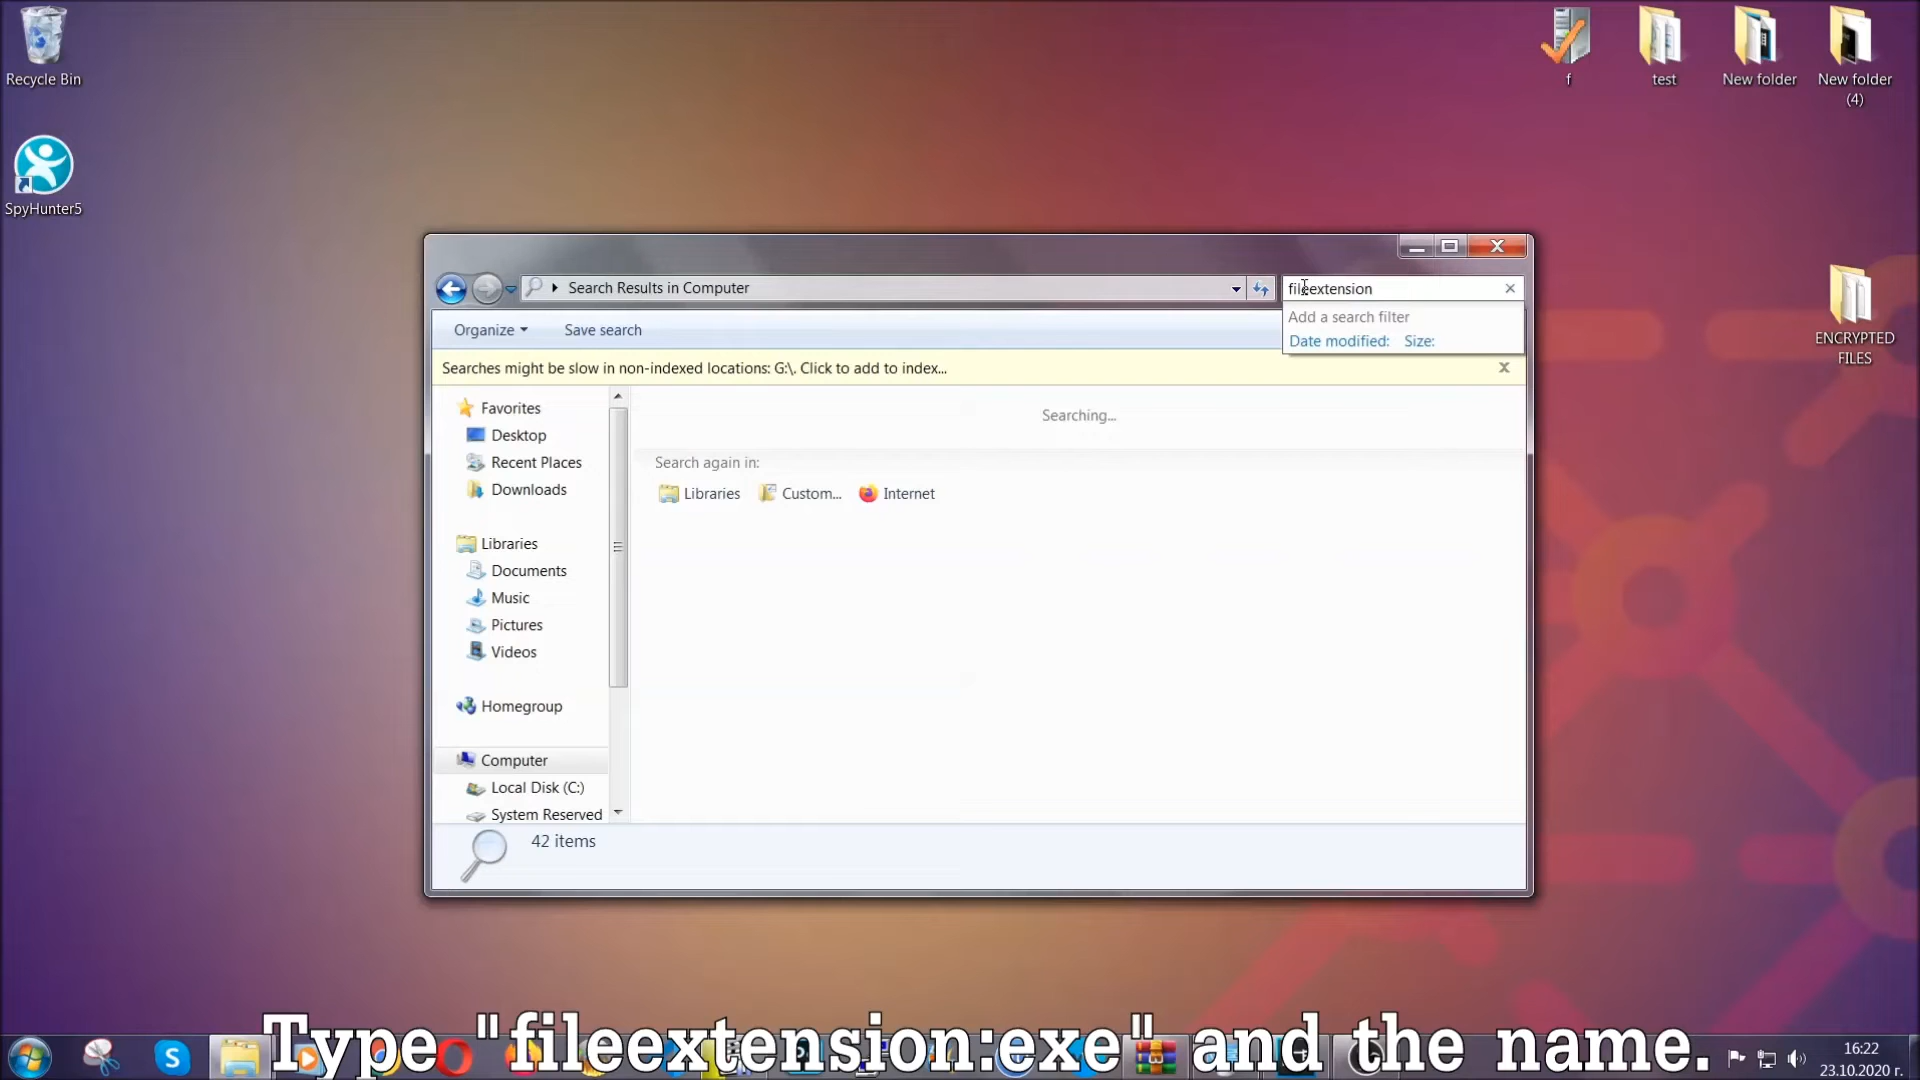 Recycle Bin
SpyHunter5
f
test
New folder
New folder
(4)
ENCRYPTED
FILES
Search Results in Computer
fileextension
Add a search filter
Date modified: Size:
Organize
Save search
Searches might be slow in non-indexed locations: G:\. Click to add to index...
Favorites
Desktop
Recent Places
Downloads
Libraries
Documents
Music
Pictures
Videos
Homegroup
Computer
Local Disk (C:)
System Reserved
Searching...
Search again in:
Libraries
Custom...
Internet
42 items
Type "fileextension:exe" and the name.
16:22
23.10.2020 г.